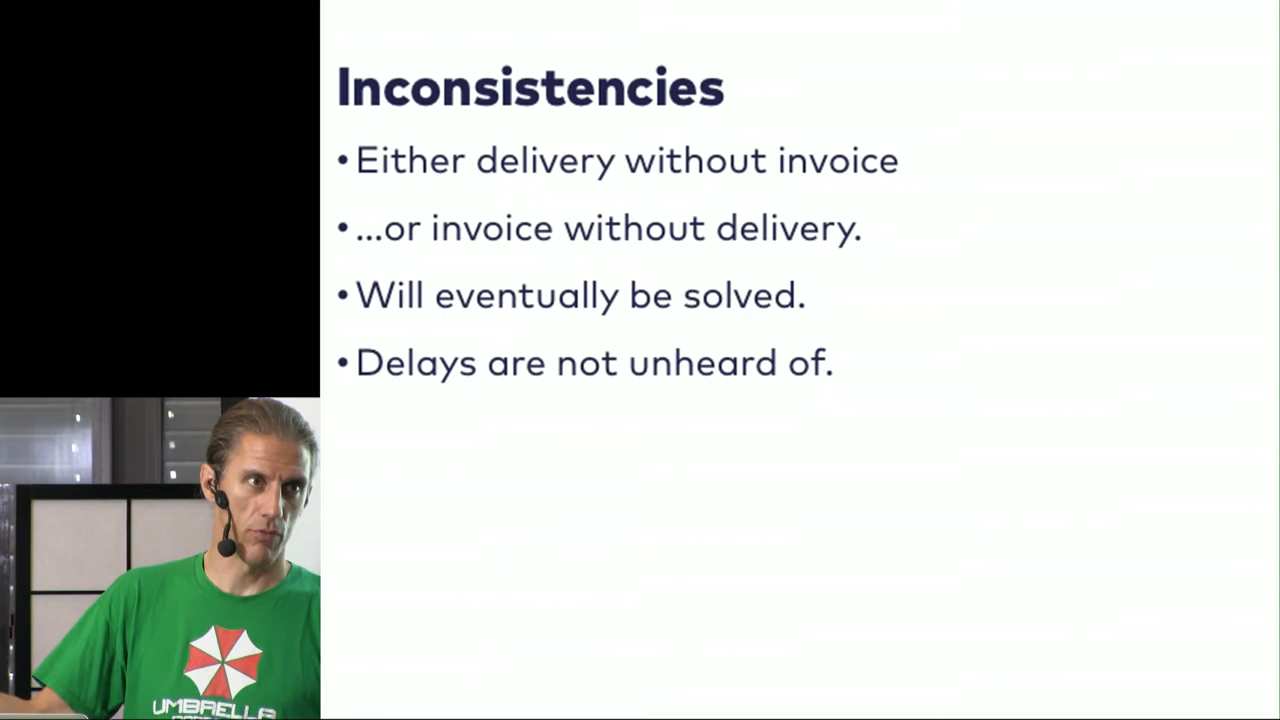 Inconsistencies
• Either delivery without invoice
• ...or invoice without delivery.
• Will eventually be solved.
• Delays are not unheard of.
UMBRELLA